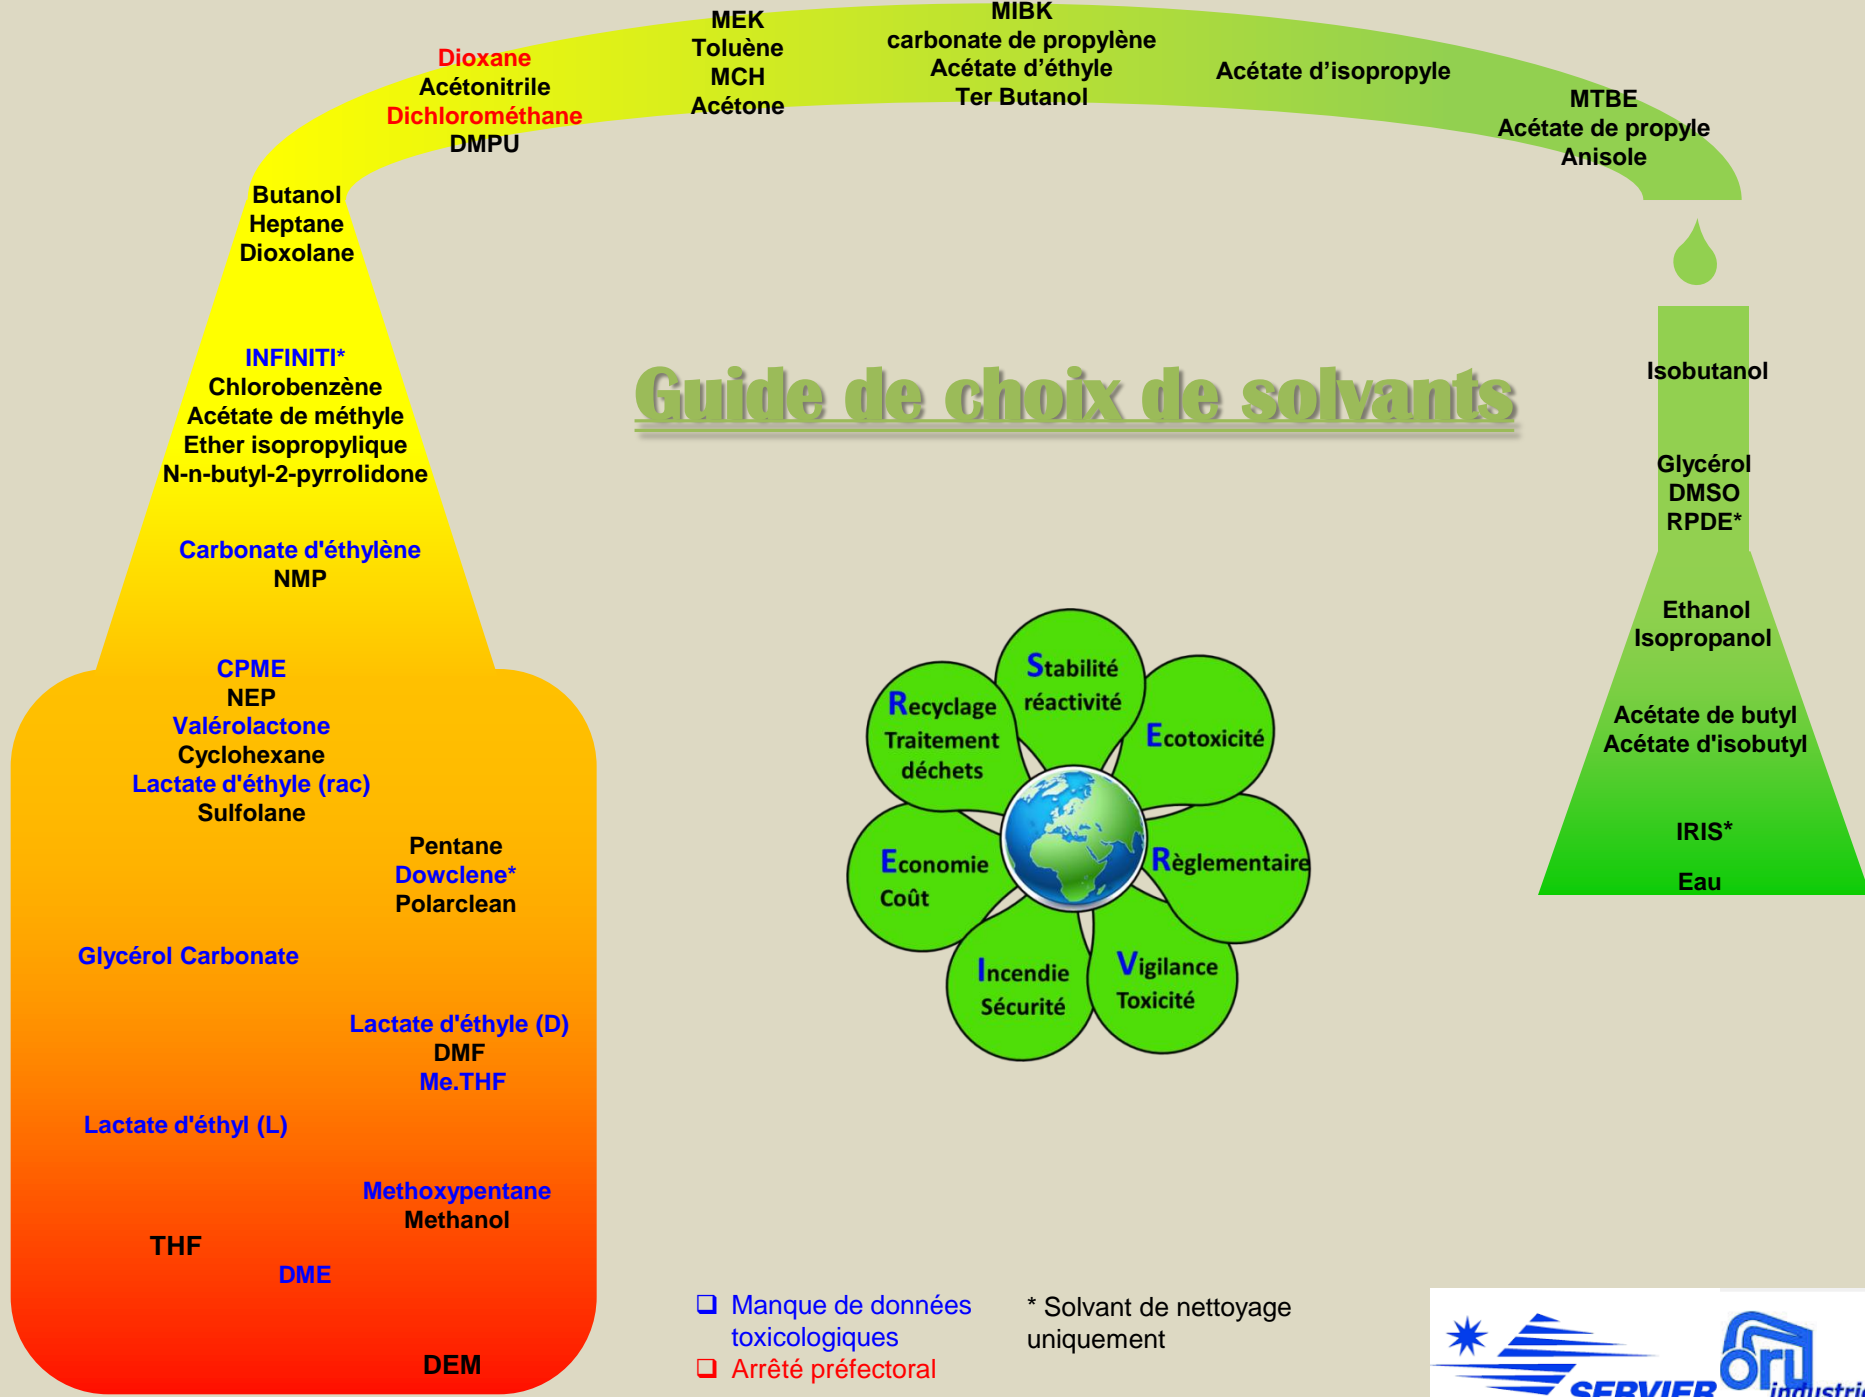 MEK
Toluène
MCH
Acétone
MIBK
carbonate de propylène
Acétate d'éthyle
Ter Butanol
Dioxane
Acétonitrile
Dichlorométhane
DMPU
Acétate d'isopropyle
MTBE
Acétate de propyle
Anisole
Butanol
Heptane
Dioxolane
INFINITI*
Chlorobenzène
Acétate de méthyle
Ether isopropylique
N-n-butyl-2-pyrrolidone
Guide de choix de solvants
Isobutanol
Glycérol
DMSO
RPDE*
Carbonate d'éthylène
NMP
Ethanol
Isopropanol
CPME
NEP
Valérolactone
Cyclohexane
Lactate d'éthyle (rac)
Sulfolane
Acétate de butyl
Acétate d'isobutyl
IRIS*
Eau
Stabilité
réactivité
Ecotoxicité
Règlementaire
Vigilance
Toxicité
Incendie
Sécurité
Economie
Coût
Recyclage
Traitement
déchets
Pentane
Dowclene*
Polarclean
Glycérol Carbonate
Lactate d'éthyle (D)
DMF
Me.THF
Lactate d'éthyl (L)
Methoxypentane
Methanol
THF
DME
DEM
Manque de données
toxicologiques
Arrêté préfectoral
* Solvant de nettoyage
uniquement
SERVIER
oril
industrie